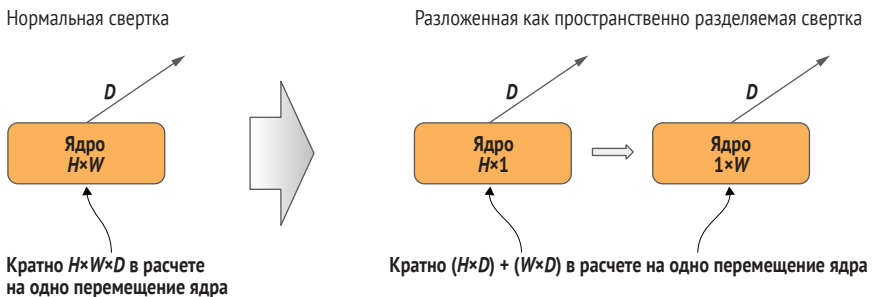 Нормальная свертка
Разложенная как пространственно разделяемая свертка
D
D
D
Ядро
H×W
Ядро
H×1
Ядро
1×W
Кратно H×W×D в расчете
на одно перемещение ядра
Кратно (H×D) + (W×D) в расчете на одно перемещение ядра